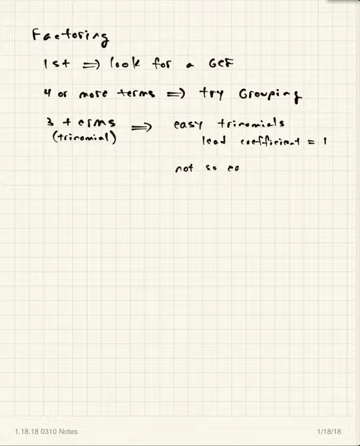 Factoring
1st ⇒ look for a GCF
4 or more terms ⇒ try Grouping
3 terms ⇒ easy trinomials
(trinomial) lead coefficient = 1
not so ea
1.18.18 0310 Notes 1/18/18